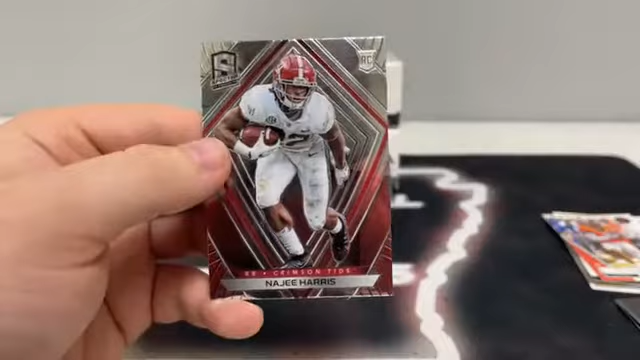 RC
RB • CRIMSON TIDE
NAJEE HARRIS